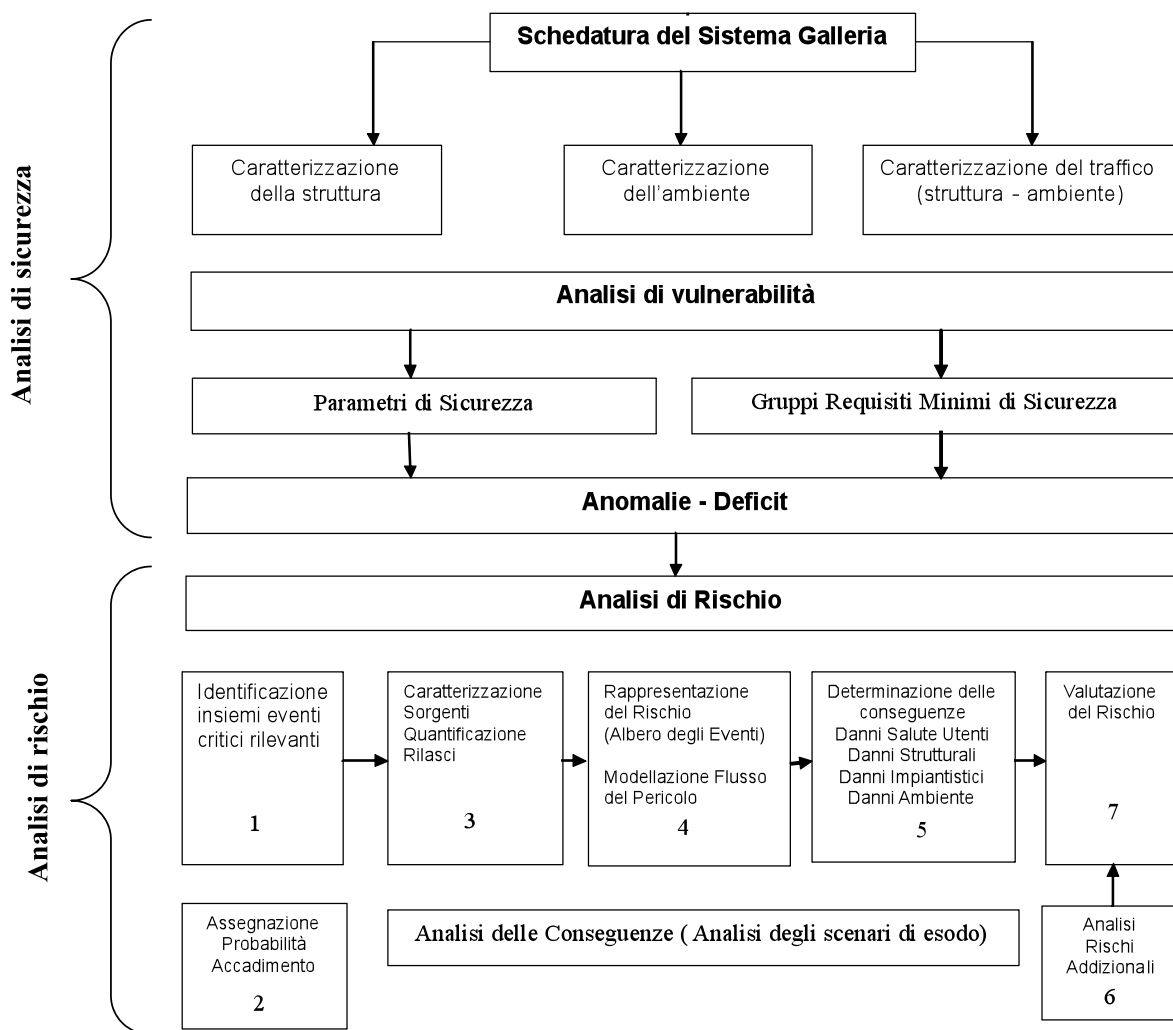 Schedatura del Sistema Galleria
Analisi di sicurezza
Caratterizzazione
della struttura
Caratterizzazione
dell'ambiente
Caratterizzazione del traffico
(struttura - ambiente)
Analisi di vulnerabilità
Parametri di Sicurezza
Gruppi Requisiti Minimi di Sicurezza
Anomalie - Deficit
Analisi di rischio
Analisi di Rischio
Identificazione
insiemi eventi
critici rilevanti
1
Caratterizzazione
Sorgenti
Quantificazione
Rilasci
3
Rappresentazione
del Rischio
(Albero degli Eventi)
Modellazione Flusso
del Pericolo
4
Determinazione delle
conseguenze
Danni Salute Utenti
Danni Strutturali
Danni Impiantistici
Danni Ambiente
5
Valutazione
del Rischio
7
Assegnazione
Probabilità
Accadimento
2
Analisi delle Conseguenze ( Analisi degli scenari di esodo)
Analisi
Rischi
Addizionali
6